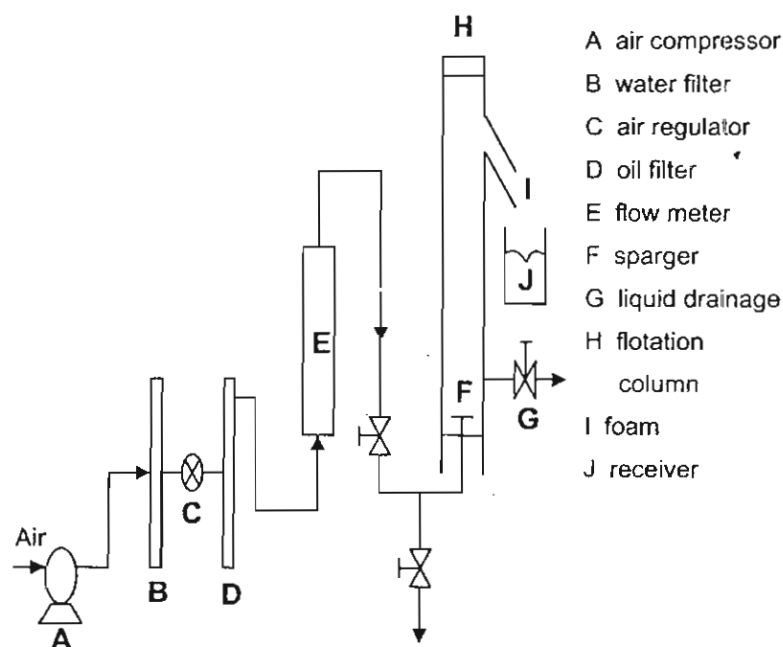 H
A air compressor
B water filter
C air regulator
D oil filter
E flow meter
F sparger
G liquid drainage
H flotation
column
I foam
J receiver
I
J
E
F
G
C
Air
B
D
A